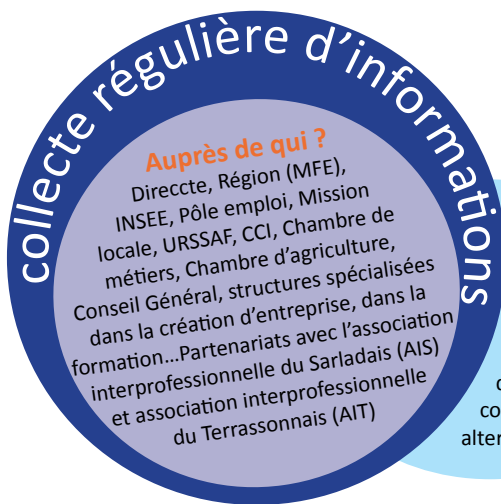 collecte régulière d’informations
Auprès de qui ?
Direccte, Région (MFE),
INSEE, Pôle emploi, Mission
locale, URSSAF, CCI, Chambre de
métiers, Chambre d’agriculture,
Conseil Général, structures spécialisées
dans la création d’entreprise, dans la
formation...Partenariats avec l’association
interprofessionnelle du Sarladais (AIS)
et association interprofessionnelle
du Terrassonnais (AIT)